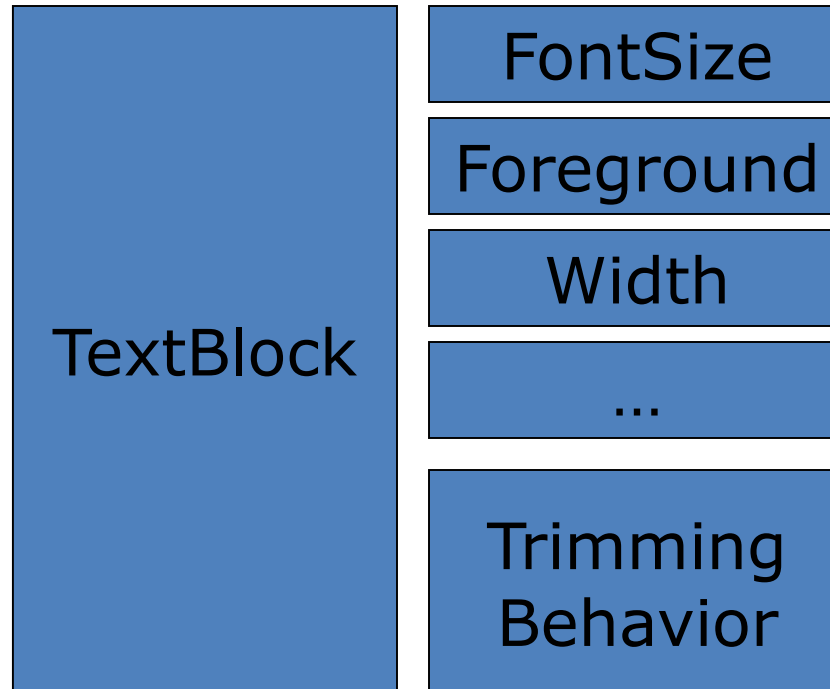 TextBlock
FontSize
Foreground
Width
...
Trimming
Behavior